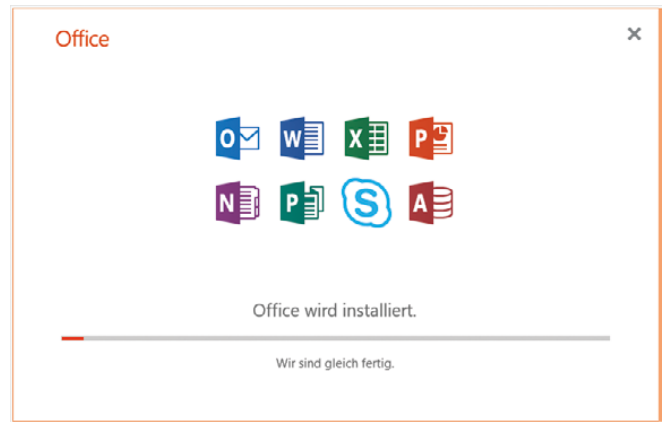 Office
O W X P
N P S A
Office wird installiert.
Wir sind gleich fertig.